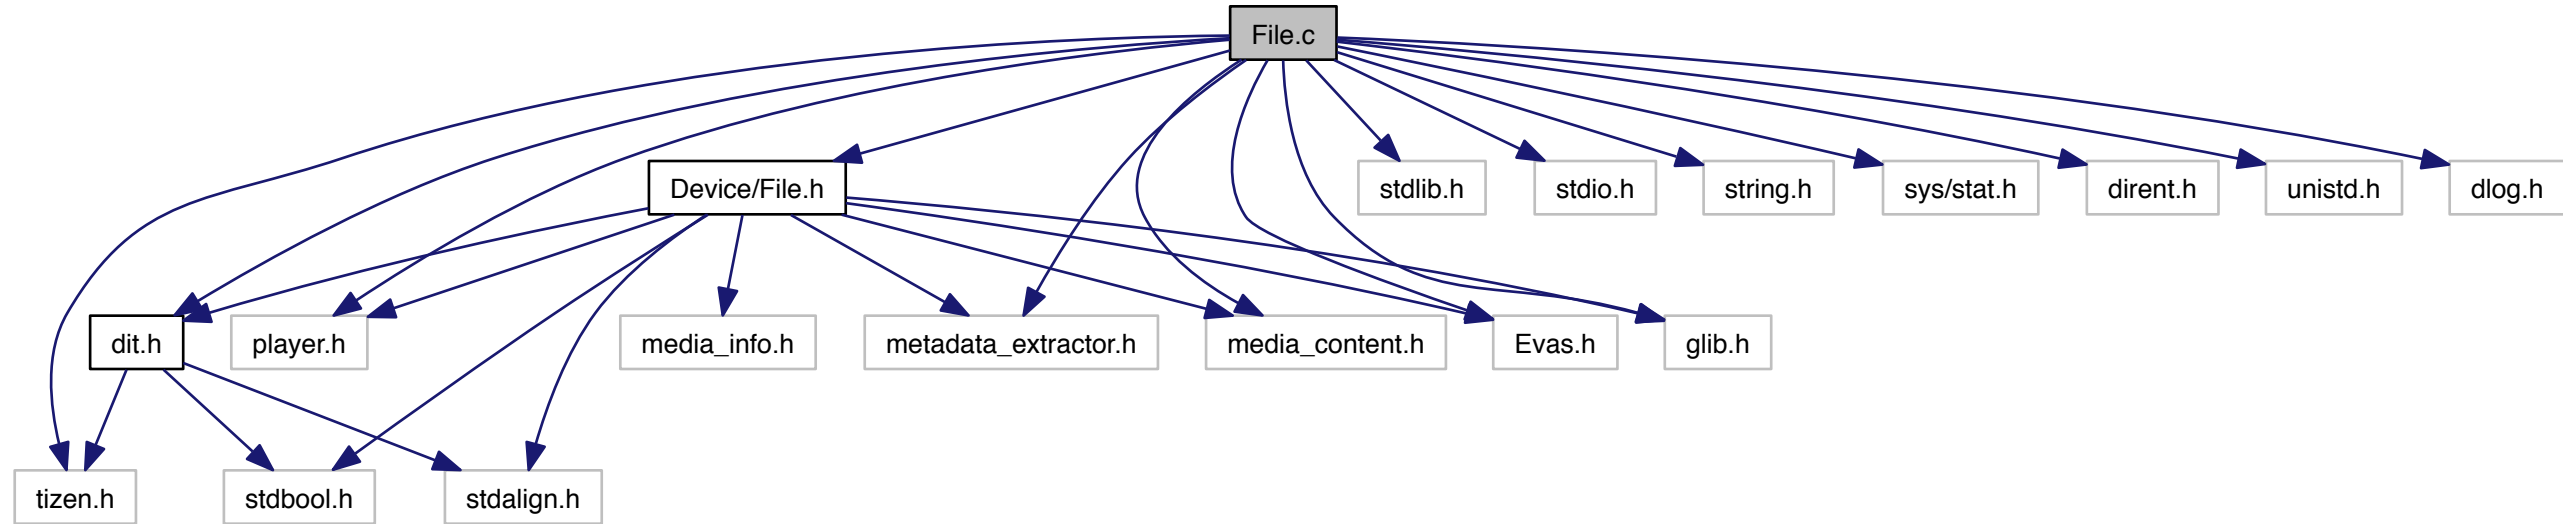 File.c
Device/File.h
stdlib.h
stdio.h
string.h
sys/stat.h
dirent.h
unistd.h
dlog.h
dit.h
player.h
media_info.h
metadata_extractor.h
media_content.h
Evas.h
glib.h
tizen.h
stdbool.h
stdalign.h